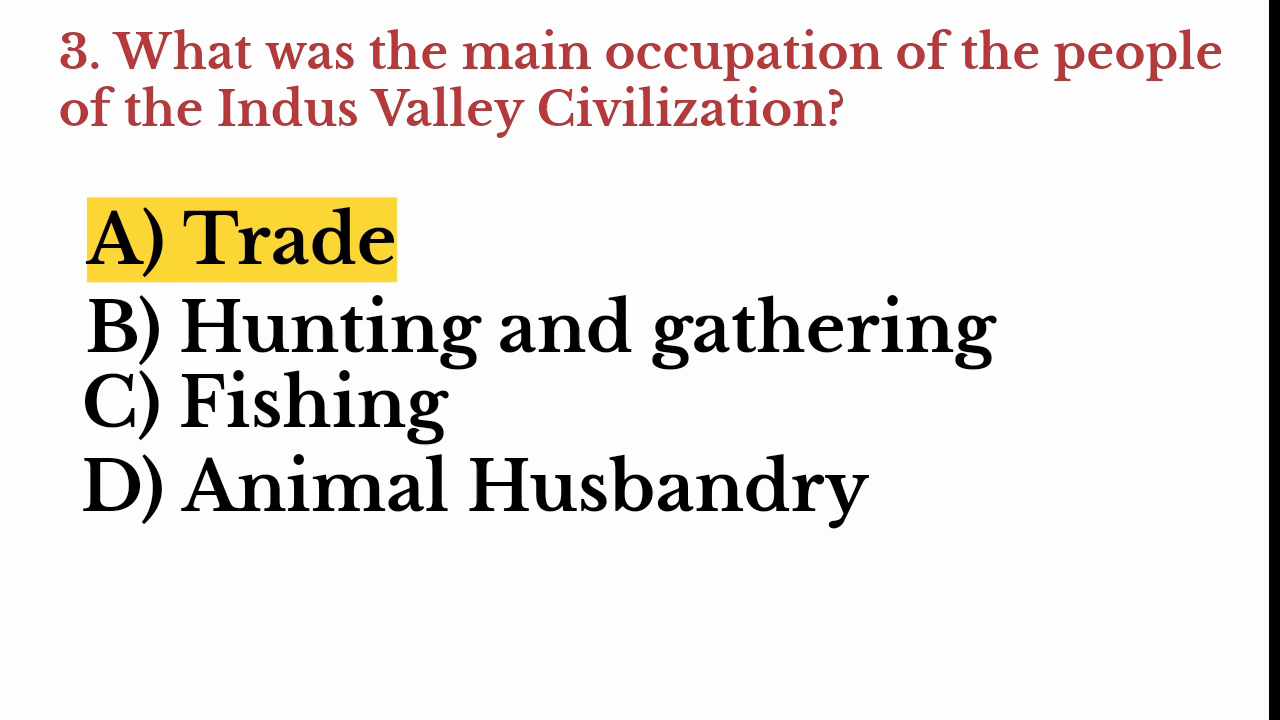 3. What was the main occupation of the people
of the Indus Valley Civilization?
A) Trade
B) Hunting and gathering
C) Fishing
D) Animal Husbandry